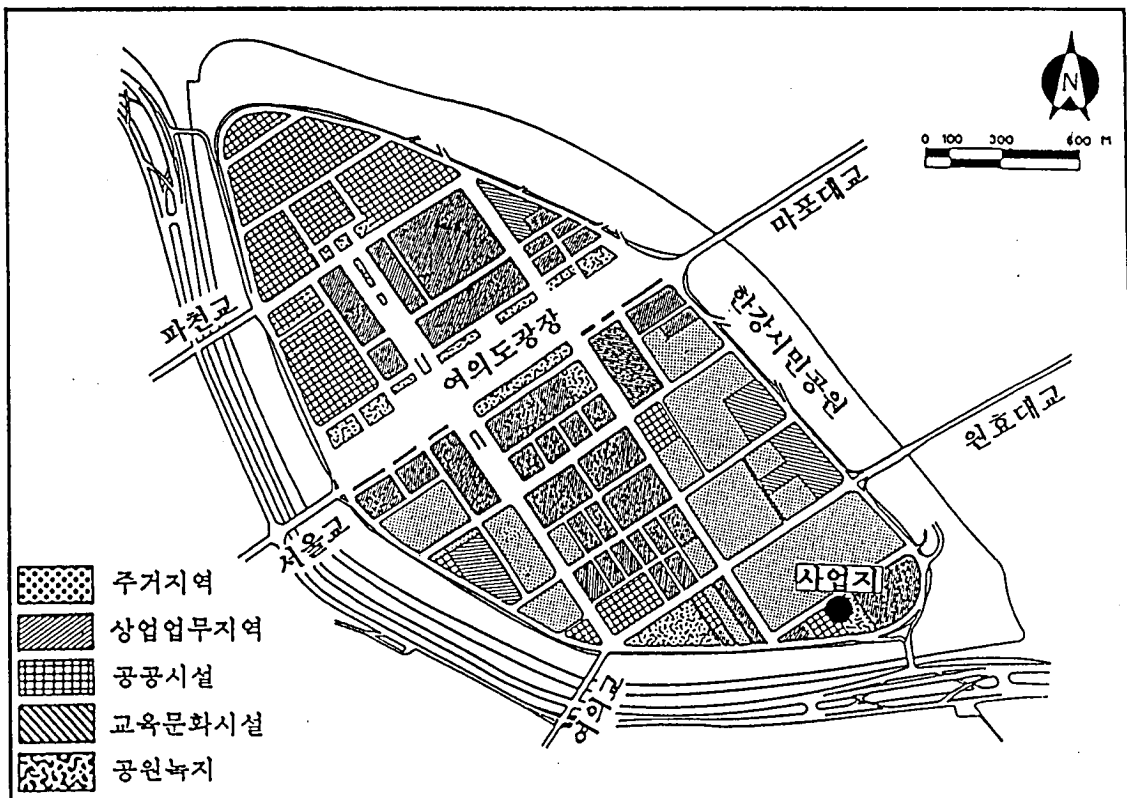 N
0 100 300 600 M
마포대교
파천교
여의도광장
한강시민공원
원효대교
서울교
사업지
여의교
주거지역
상업업무지역
공공시설
교육문화시설
공원녹지